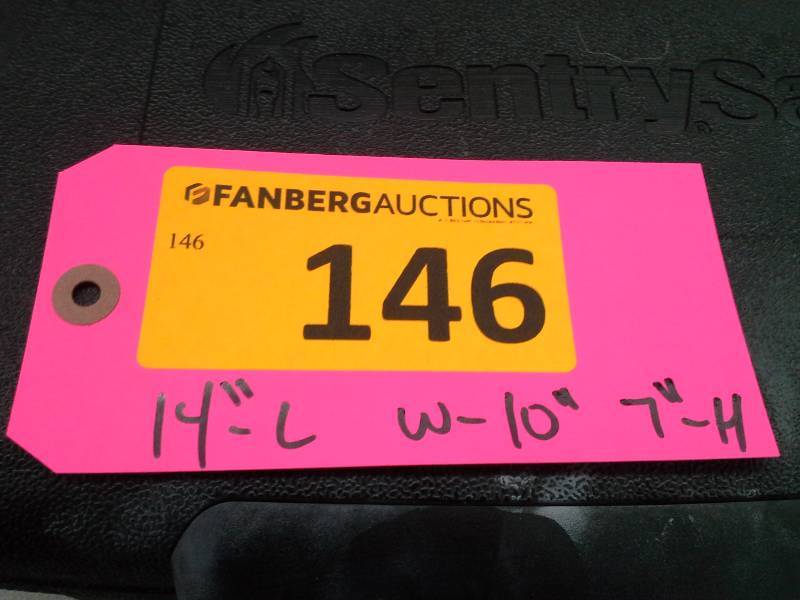 SentrySa
FANBERGAUCTIONS
146
146
14"-L W-10" 7"-H